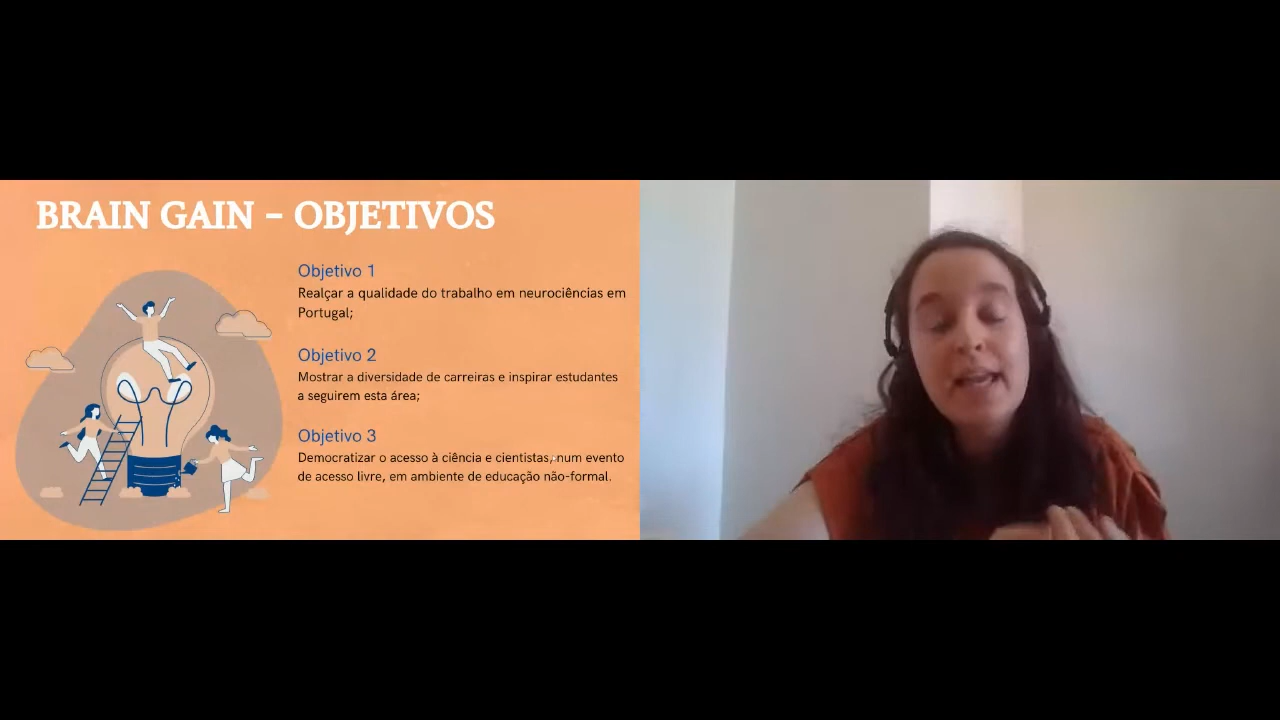 BRAIN GAIN – OBJETIVOS
Objetivo 1
Realçar a qualidade do trabalho em neurociências em
Portugal;
Objetivo 2
Mostrar a diversidade de carreiras e inspirar estudantes
a seguirem esta área;
Objetivo 3
Democratizar o acesso à ciência e cientistas, num evento
de acesso livre, em ambiente de educação não-formal.